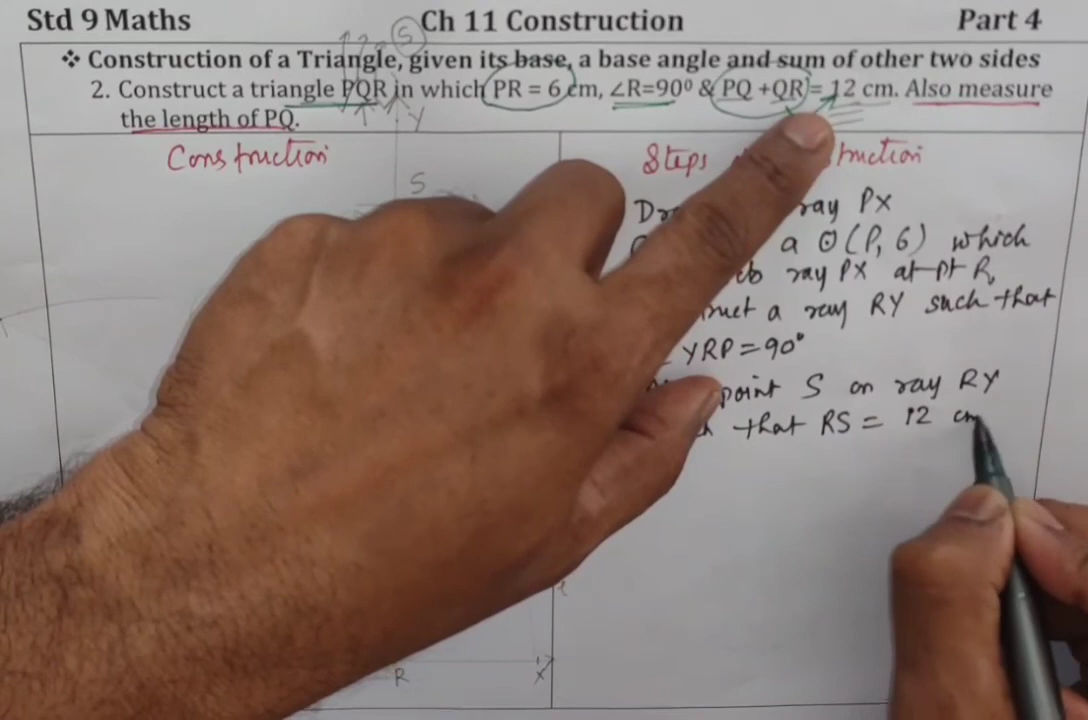 Std 9 Maths Ch 11 Construction Part 4
S
❖ Construction of a Triangle, given its base, a base angle and sum of other two sides
2. Construct a triangle PQR in which PR = 6 cm, ∠R=90⁰ & PQ +QR = 12 cm. Also measure
the length of PQ.
Y
Construction
Steps
S
ray PX
a ⊙(P, 6) which
ray PX at pt R
a ray RY such that
YRP = 90°
point S on ray RY
that RS = 12 cm
R
X